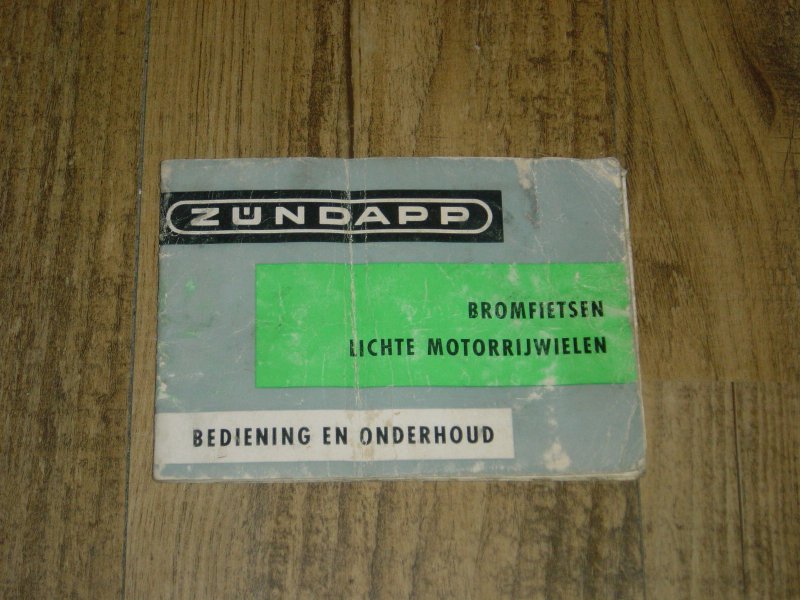 ZÜNDAPP
BROMFIETSEN
LICHTE MOTORRIJWIELEN
BEDIENING EN ONDERHOUD